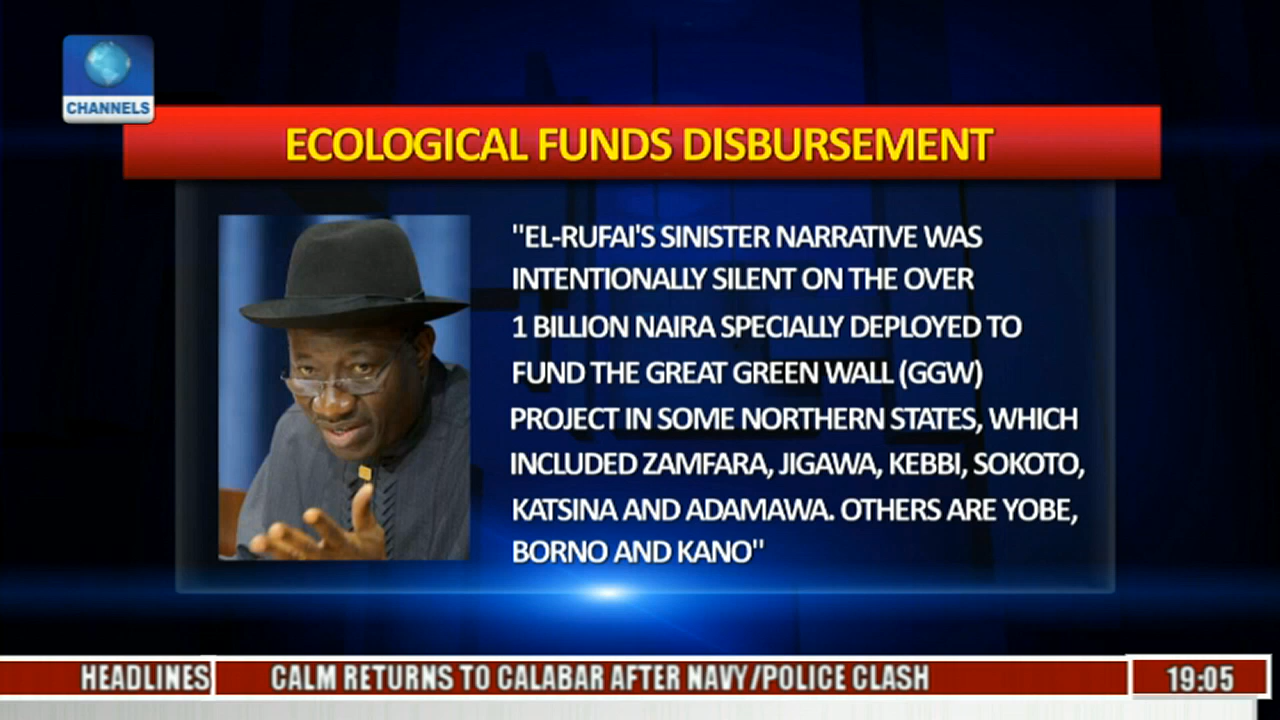 CHANNELS
ECOLOGICAL FUNDS DISBURSEMENT
"EL-RUFAI'S SINISTER NARRATIVE WAS
INTENTIONALLY SILENT ON THE OVER
1 BILLION NAIRA SPECIALLY DEPLOYED TO
FUND THE GREAT GREEN WALL (GGW)
PROJECT IN SOME NORTHERN STATES, WHICH
INCLUDED ZAMFARA, JIGAWA, KEBBI, SOKOTO,
KATSINA AND ADAMAWA. OTHERS ARE YOBE,
BORNO AND KANO"
HEADLINES CALM RETURNS TO CALABAR AFTER NAVY/POLICE CLASH 19:05